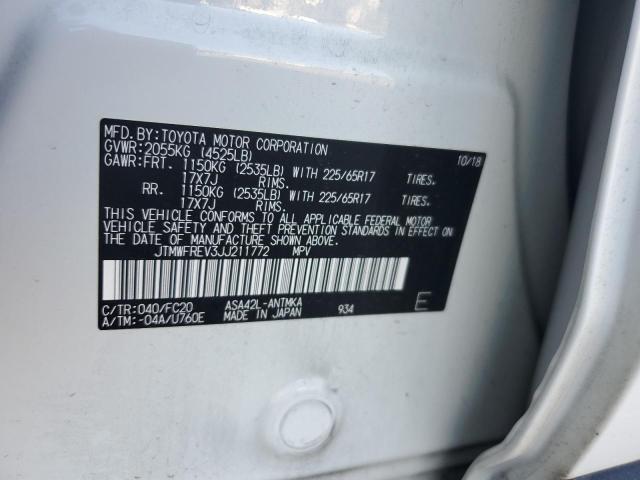 MFD.BY:TOYOTA MOTOR CORPORATION 10/18
GVWR:2055KG (4525LB)
GAWR:FRT. 1150KG (2535LB) WITH 225/65R17 TIRES.
17X7J RIMS.
RR. 1150KG (2535LB) WITH 225/65R17 TIRES.
17X7J RIMS.
THIS VEHICLE CONFORMS TO ALL APPLICABLE FEDERAL MOTOR
VEHICLE SAFETY AND THEFT PREVENTION STANDARDS IN EFFECT ON THE
DATE OF MANUFACTURE SHOWN ABOVE.
JTMWFREV3JJ211772 MPV
C/TR:040/FC20 ASA42L-ANTMKA 934 E
A/TM:-04A/U760E MADE IN JAPAN